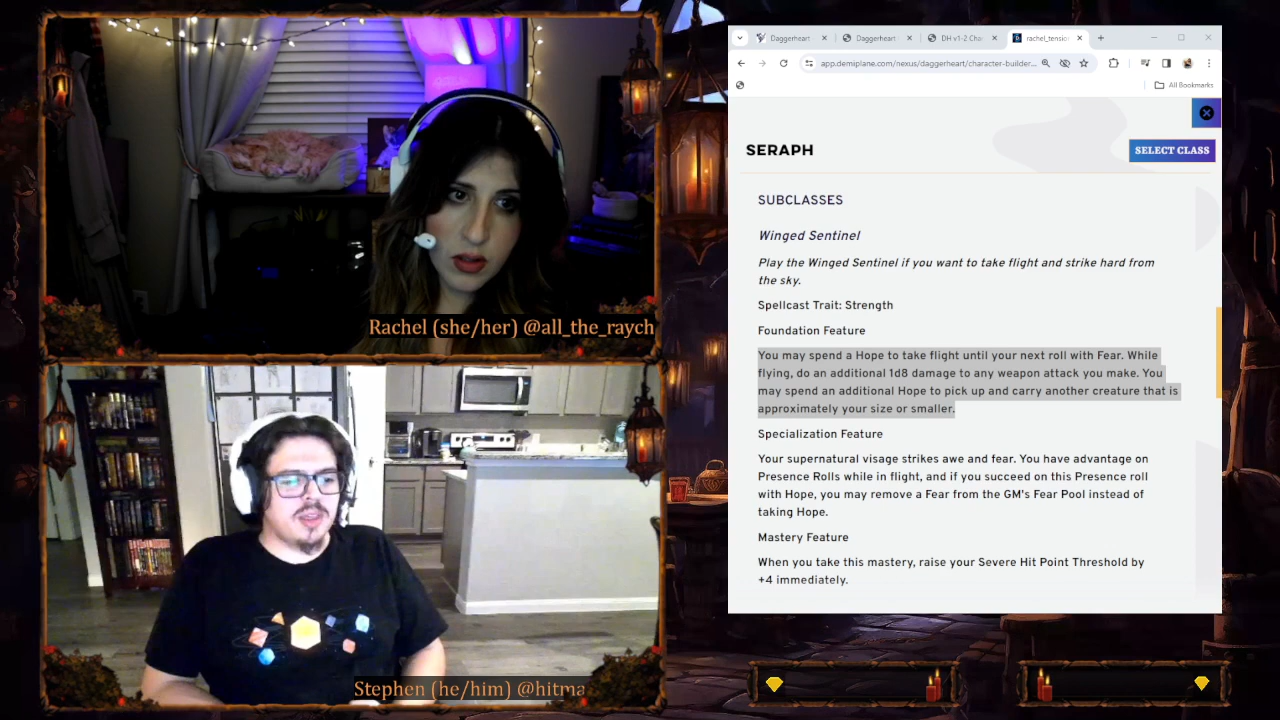 Rachel (she/her) @all_the_raych
Stephen (he/him) @hitma
Daggerheart
Daggerheart
DH v1-2 Cha
rachel_tension
app.demiplane.com/nexus/daggerheart/character-builder...
All Bookmarks
SERAPH
SELECT CLASS
SUBCLASSES
Winged Sentinel
Play the Winged Sentinel if you want to take flight and strike hard from
the sky.
Spellcast Trait: Strength
Foundation Feature
You may spend a Hope to take flight until your next roll with Fear. While
flying, do an additional 1d8 damage to any weapon attack you make. You
may spend an additional Hope to pick up and carry another creature that is
approximately your size or smaller.
Specialization Feature
Your supernatural visage strikes awe and fear. You have advantage on
Presence Rolls while in flight, and if you succeed on this Presence roll
with Hope, you may remove a Fear from the GM's Fear Pool instead of
taking Hope.
Mastery Feature
When you take this mastery, raise your Severe Hit Point Threshold by
+4 immediately.